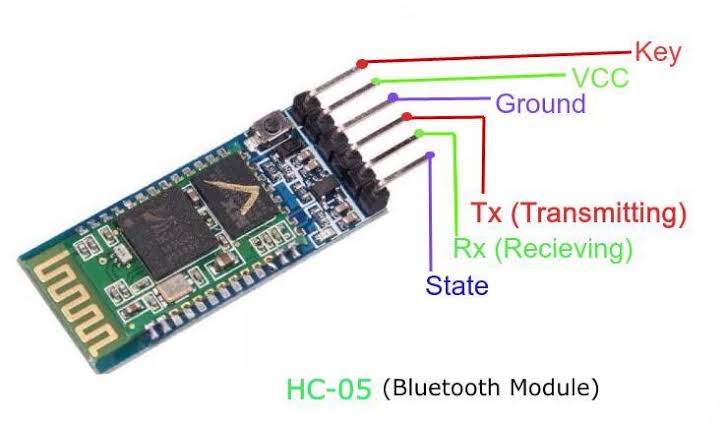 Key
VCC
Ground
Tx (Transmitting)
Rx (Recieving)
State
HC-05 (Bluetooth Module)